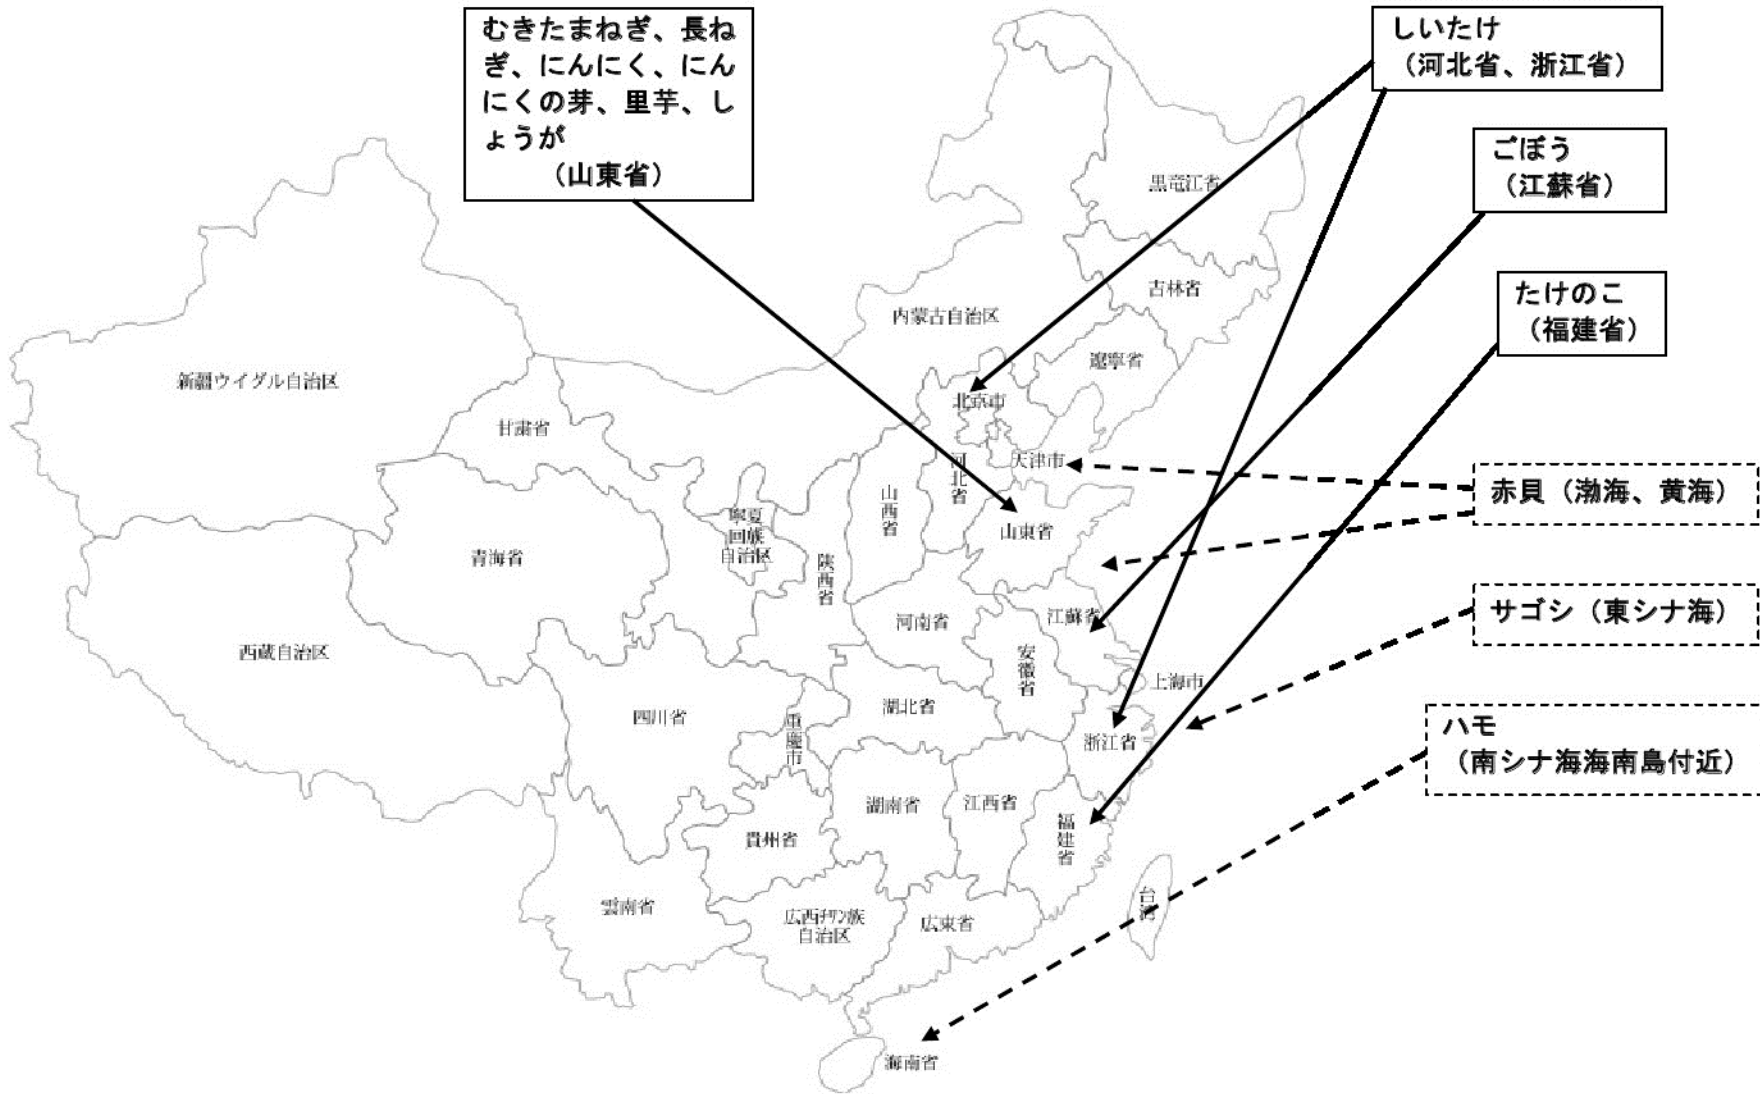 むきたまねぎ、長ね
ぎ、にんにく、にん
にくの芽、里芋、し
ょうが
（山東省）
しいたけ
（河北省、浙江省）
ごぼう
（江蘇省）
たけのこ
（福建省）
赤貝（渤海、黄海）
サゴシ（東シナ海）
ハモ
（南シナ海海南島付近）
黒竜江省
吉林省
内蒙古自治区
遼寧省
新疆ウイグル自治区
北京市
甘粛省
天津市
河北省
山西省
寧夏
回族
自治区
山東省
青海省
陝西省
江蘇省
河南省
西蔵自治区
安徽省
上海市
湖北省
四川省
重慶市
浙江省
湖南省
江西省
貴州省
福建省
雲南省
広西ﾁﾜﾝ族
自治区
広東省
台湾
海南省